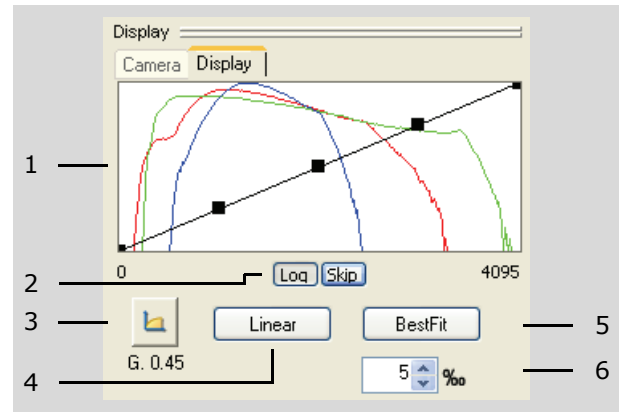 Display
Camera Display
1
0 4095
2 Log Skip
3 Linear BestFit 5
G. 0.45
4 5 ‰ 6